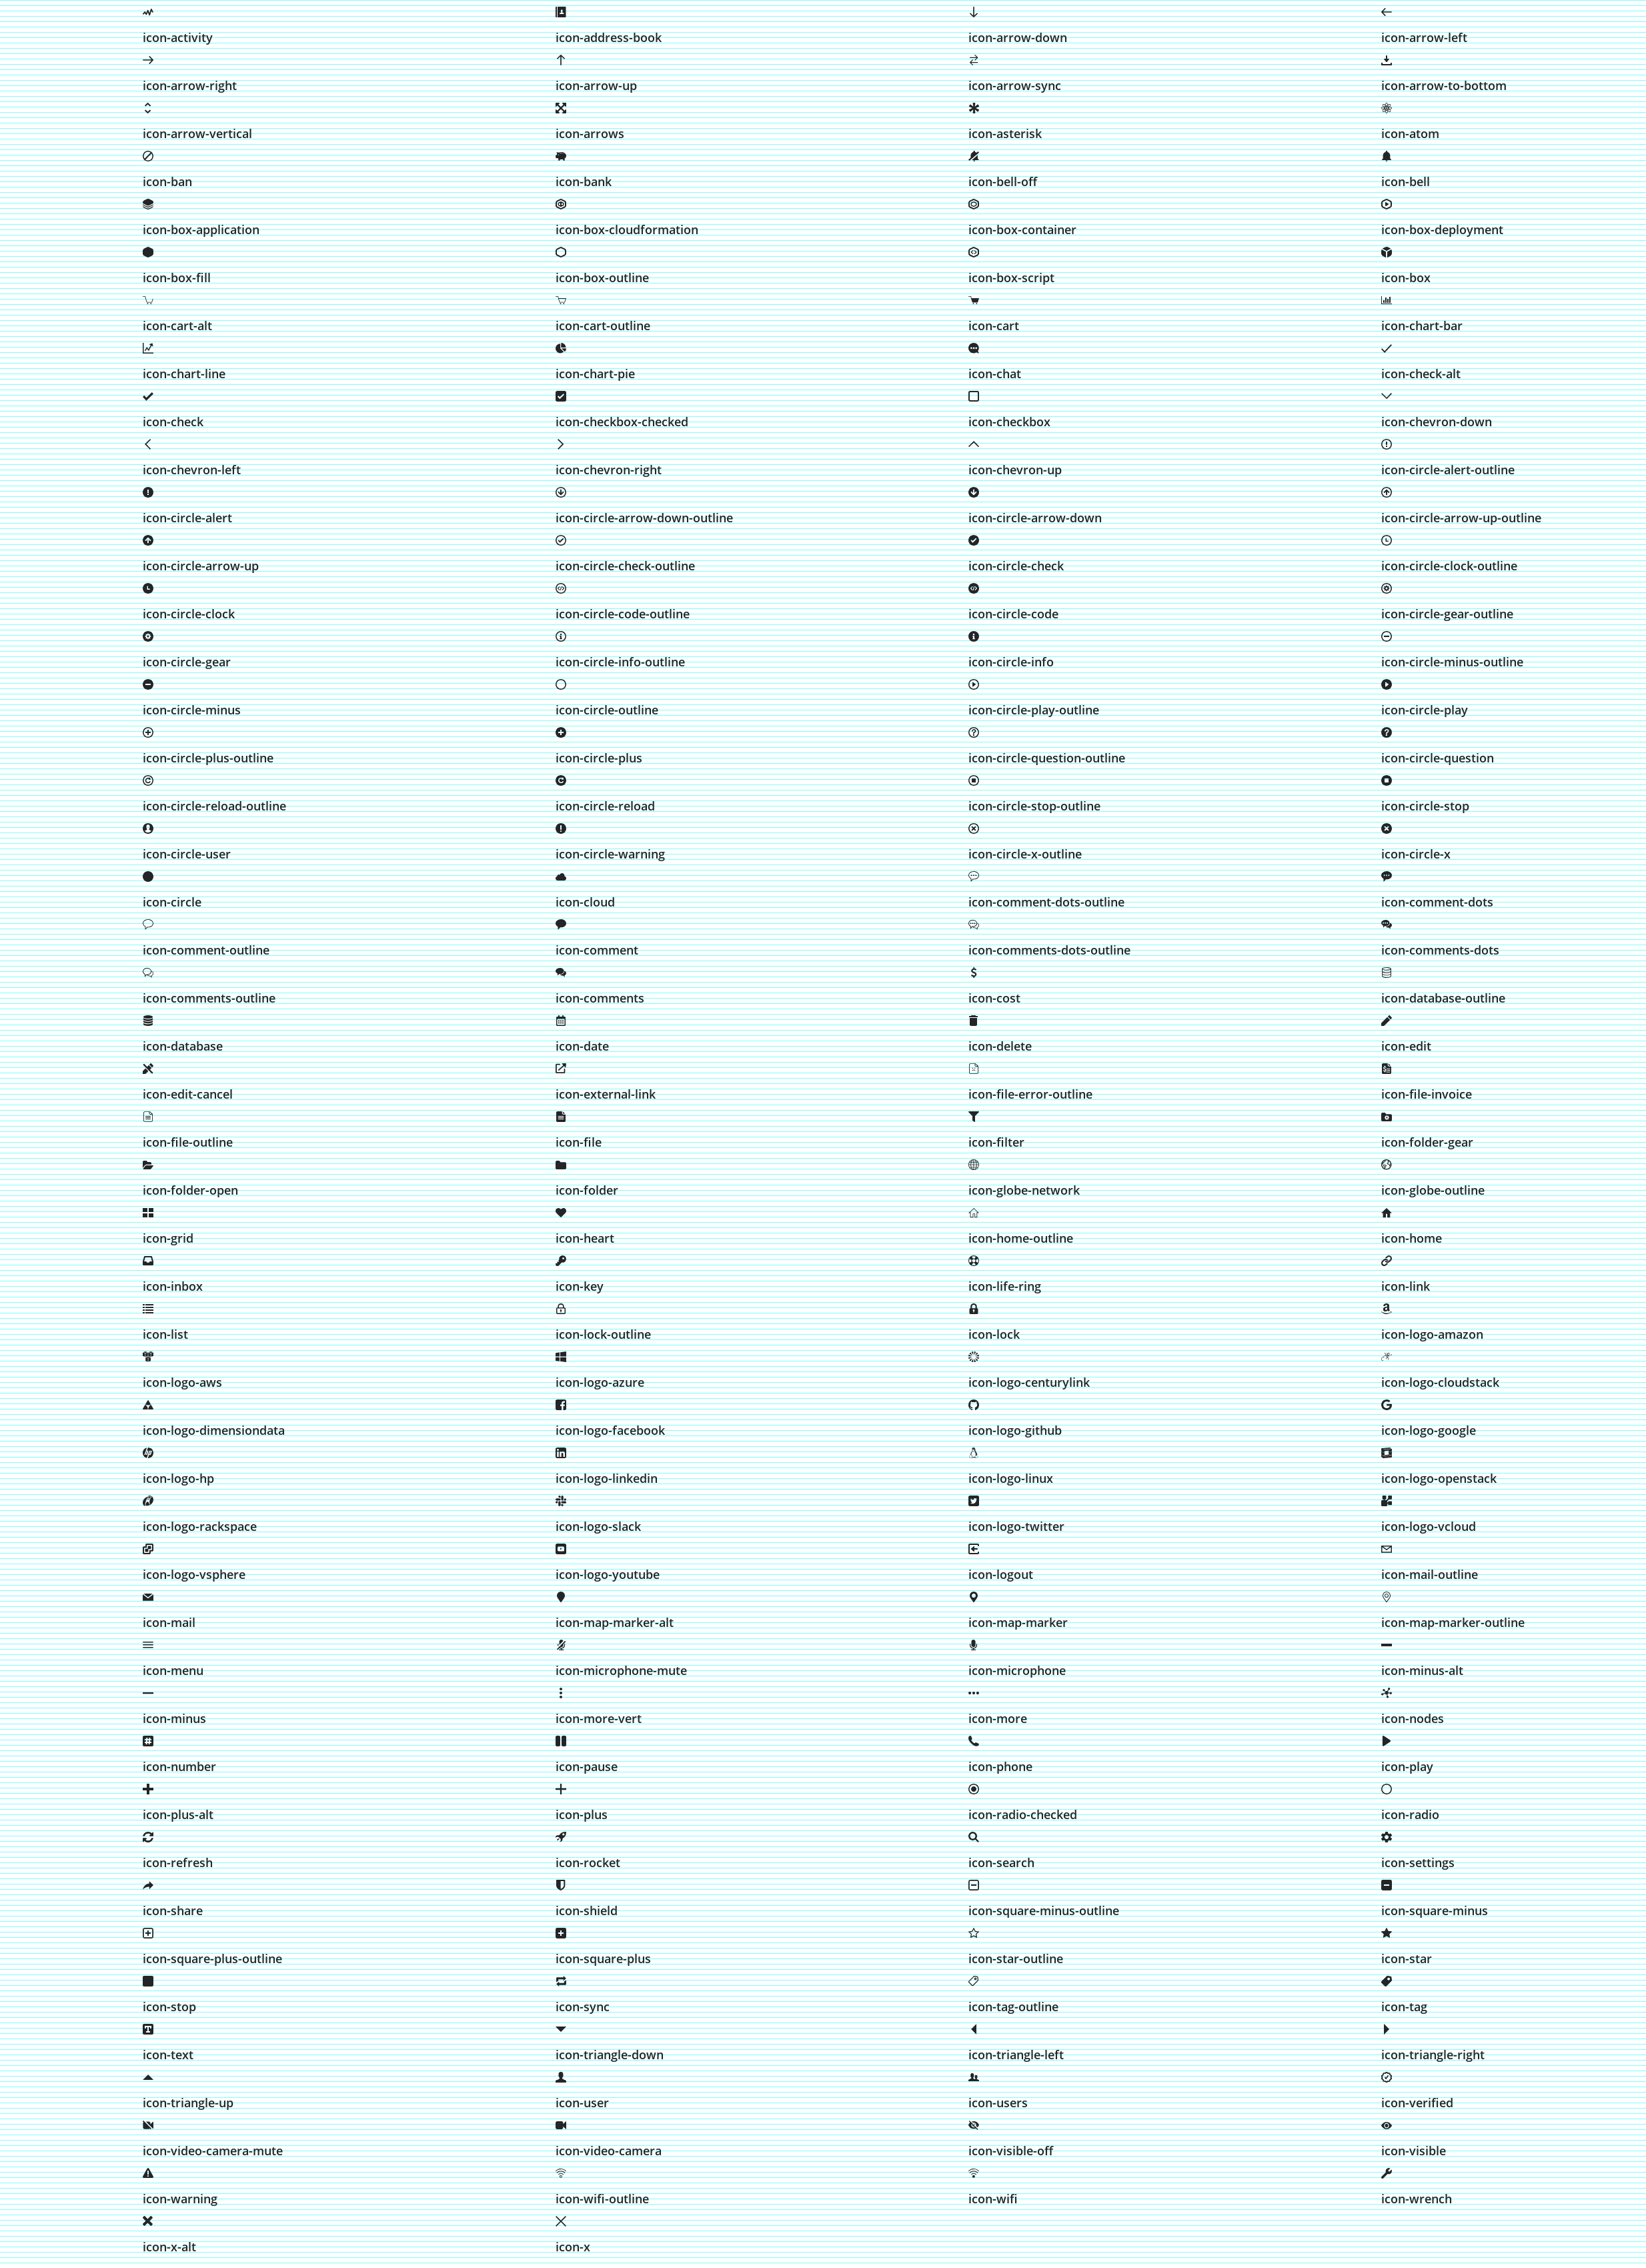 icon-activity icon-address-book icon-arrow-down icon-arrow-left
icon-arrow-right icon-arrow-up icon-arrow-sync icon-arrow-to-bottom
icon-arrow-vertical icon-arrows icon-asterisk icon-atom
icon-ban icon-bank icon-bell-off icon-bell
icon-box-application icon-box-cloudformation icon-box-container icon-box-deployment
icon-box-fill icon-box-outline icon-box-script icon-box
icon-cart-alt icon-cart-outline icon-cart icon-chart-bar
icon-chart-line icon-chart-pie icon-chat icon-check-alt
icon-check icon-checkbox-checked icon-checkbox icon-chevron-down
icon-chevron-left icon-chevron-right icon-chevron-up icon-circle-alert-outline
icon-circle-alert icon-circle-arrow-down-outline icon-circle-arrow-down icon-circle-arrow-up-outline
icon-circle-arrow-up icon-circle-check-outline icon-circle-check icon-circle-clock-outline
icon-circle-clock icon-circle-code-outline icon-circle-code icon-circle-gear-outline
icon-circle-gear icon-circle-info-outline icon-circle-info icon-circle-minus-outline
icon-circle-minus icon-circle-outline icon-circle-play-outline icon-circle-play
icon-circle-plus-outline icon-circle-plus icon-circle-question-outline icon-circle-question
icon-circle-reload-outline icon-circle-reload icon-circle-stop-outline icon-circle-stop
icon-circle-user icon-circle-warning icon-circle-x-outline icon-circle-x
icon-circle icon-cloud icon-comment-dots-outline icon-comment-dots
icon-comment-outline icon-comment icon-comments-dots-outline icon-comments-dots
icon-comments-outline icon-comments icon-cost icon-database-outline
icon-database icon-date icon-delete icon-edit
icon-edit-cancel icon-external-link icon-file-error-outline icon-file-invoice
icon-file-outline icon-file icon-filter icon-folder-gear
icon-folder-open icon-folder icon-globe-network icon-globe-outline
icon-grid icon-heart icon-home-outline icon-home
icon-inbox icon-key icon-life-ring icon-link
icon-list icon-lock-outline icon-lock icon-logo-amazon
icon-logo-aws icon-logo-azure icon-logo-centurylink icon-logo-cloudstack
icon-logo-dimensiondata icon-logo-facebook icon-logo-github icon-logo-google
icon-logo-hp icon-logo-linkedin icon-logo-linux icon-logo-openstack
icon-logo-rackspace icon-logo-slack icon-logo-twitter icon-logo-vcloud
icon-logo-vsphere icon-logo-youtube icon-logout icon-mail-outline
icon-mail icon-map-marker-alt icon-map-marker icon-map-marker-outline
icon-menu icon-microphone-mute icon-microphone icon-minus-alt
icon-minus icon-more-vert icon-more icon-nodes
icon-number icon-pause icon-phone icon-play
icon-plus-alt icon-plus icon-radio-checked icon-radio
icon-refresh icon-rocket icon-search icon-settings
icon-share icon-shield icon-square-minus-outline icon-square-minus
icon-square-plus-outline icon-square-plus icon-star-outline icon-star
icon-stop icon-sync icon-tag-outline icon-tag
icon-text icon-triangle-down icon-triangle-left icon-triangle-right
icon-triangle-up icon-user icon-users icon-verified
icon-video-camera-mute icon-video-camera icon-visible-off icon-visible
icon-warning icon-wifi-outline icon-wifi icon-wrench
icon-x-alt icon-x